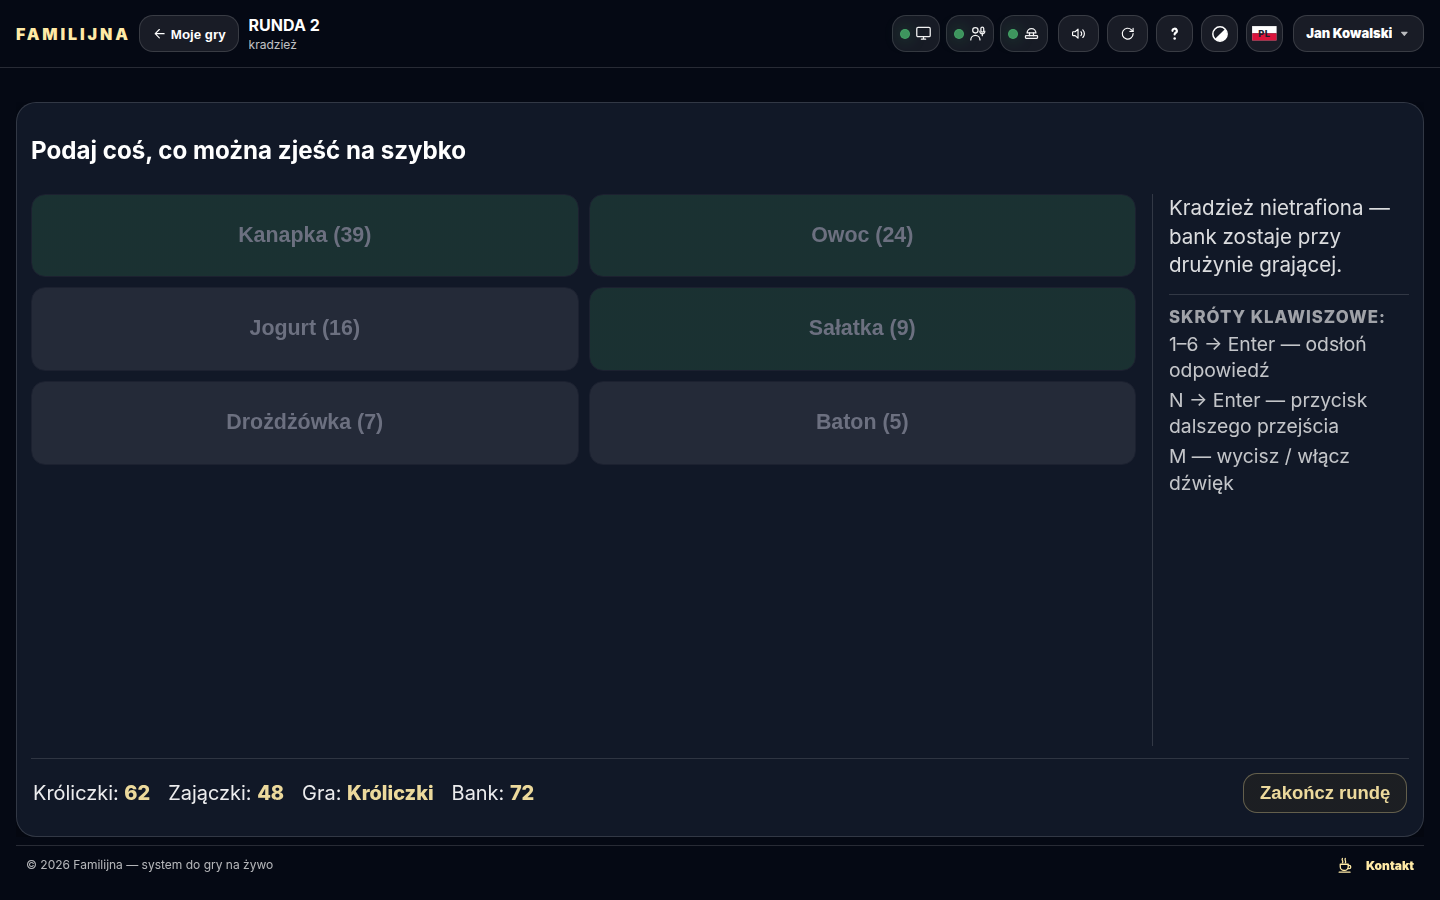 FAMILIJNA
← Moje gry
RUNDA 2
kradzież
?
PL
Jan Kowalski
Podaj coś, co można zjeść na szybko
Kanapka (39)
Owoc (24)
Jogurt (16)
Sałatka (9)
Drożdżówka (7)
Baton (5)
Kradzież nietrafiona —
bank zostaje przy
drużynie grającej.
SKRÓTY KLAWISZOWE:
1–6 → Enter — odsłoń
odpowiedź
N → Enter — przycisk
dalszego przejścia
M — wycisz / włącz
dźwięk
Króliczki: 62 Zajączki: 48 Gra: Króliczki Bank: 72
Zakończ rundę
© 2026 Familijna — system do gry na żywo
Kontakt